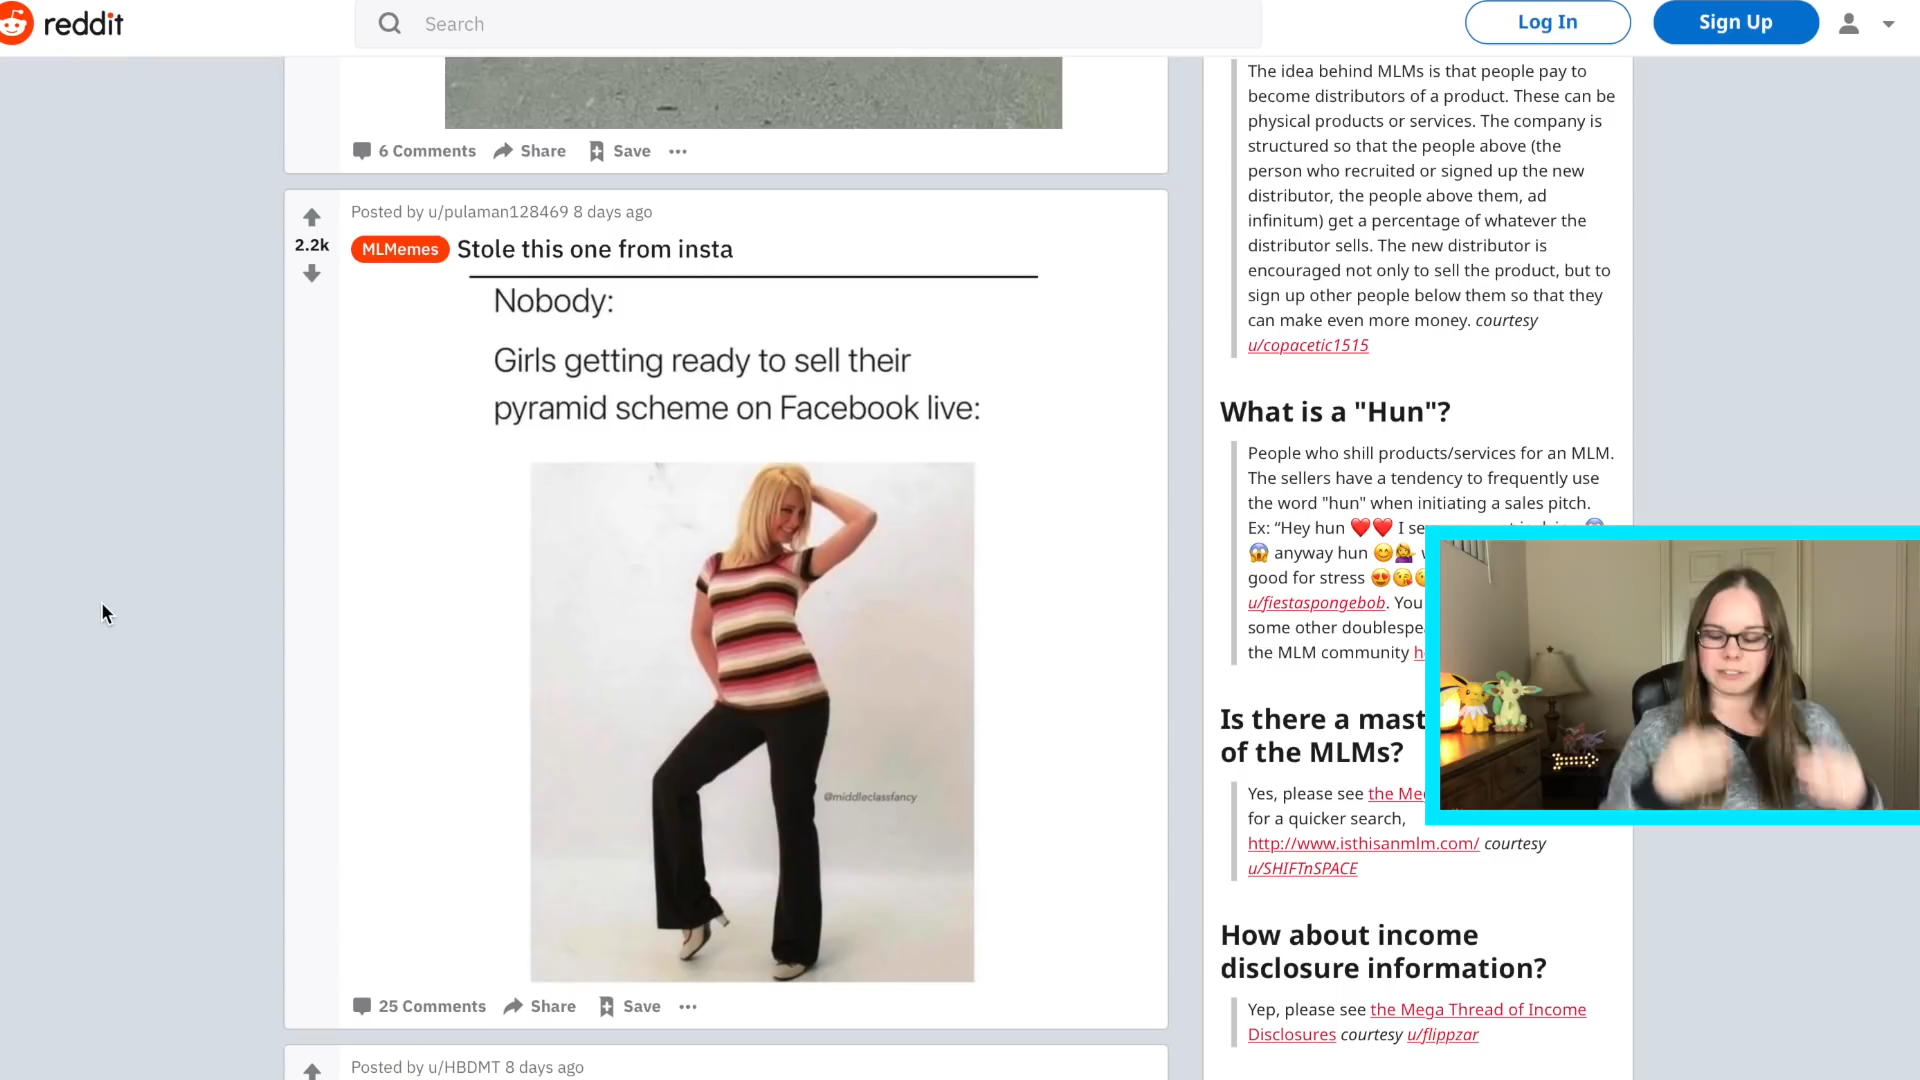 reddit
Search
Log In
Sign Up
6 Comments
Share
Save
Posted by u/pulaman128469 8 days ago
2.2k
MLMemes
Stole this one from insta
Nobody:
Girls getting ready to sell their
pyramid scheme on Facebook live:
@middleclassfancy
25 Comments
Share
Save
Posted by u/HBDMT 8 days ago
The idea behind MLMs is that people pay to
become distributors of a product. These can be
physical products or services. The company is
structured so that the people above (the
person who recruited or signed up the new
distributor, the people above them, ad
infinitum) get a percentage of whatever the
distributor sells. The new distributor is
encouraged not only to sell the product, but to
sign up other people below them so that they
can make even more money. courtesy
u/copacetic1515
What is a "Hun"?
People who shill products/services for an MLM.
The sellers have a tendency to frequently use
the word "hun" when initiating a sales pitch.
Ex: “Hey hun ❤️❤️ I
😱 anyway hun 😊💁‍♀️
good for stress 😍😘
u/fiestaspongebob. You
some other
the MLM community
Is there a
of the MLMs?
Yes, please see the
for a quicker search,
http://www.isthisanmlm.com/ courtesy
u/SHIFTnSPACE
How about income
disclosure information?
Yep, please see the Mega Thread of Income
Disclosures courtesy u/flippzar